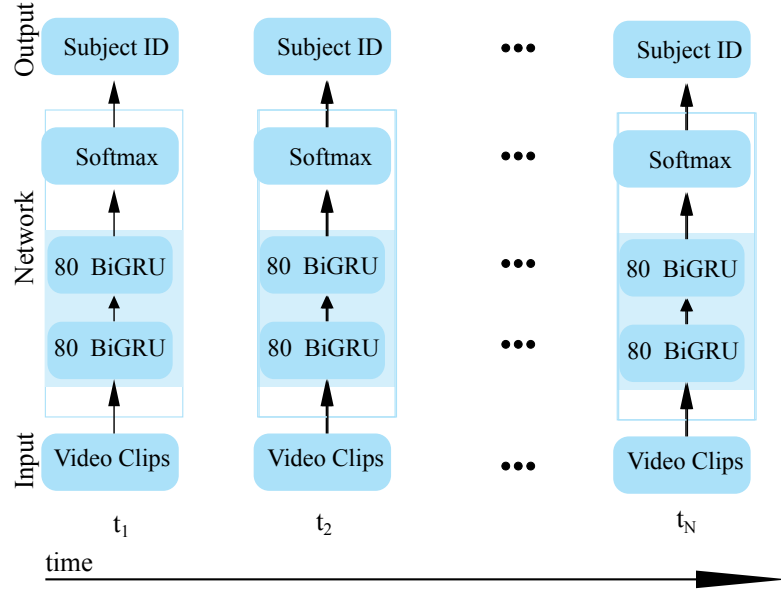 Output
Subject ID
Subject ID
•••
Subject ID
Network
Softmax
Softmax
•••
Softmax
80 BiGRU
80 BiGRU
•••
80 BiGRU
80 BiGRU
80 BiGRU
•••
80 BiGRU
Input
Video Clips
Video Clips
•••
Video Clips
t₁
t₂
t_N
time